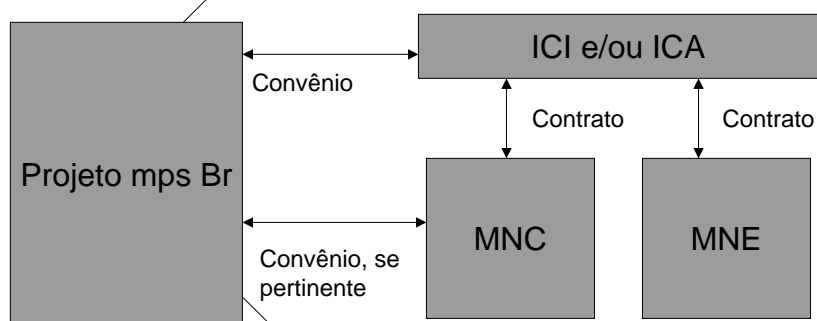 ICI e/ou ICA
Convênio
Contrato
Contrato
Projeto mps Br
MNC
MNE
Convênio, se
pertinente